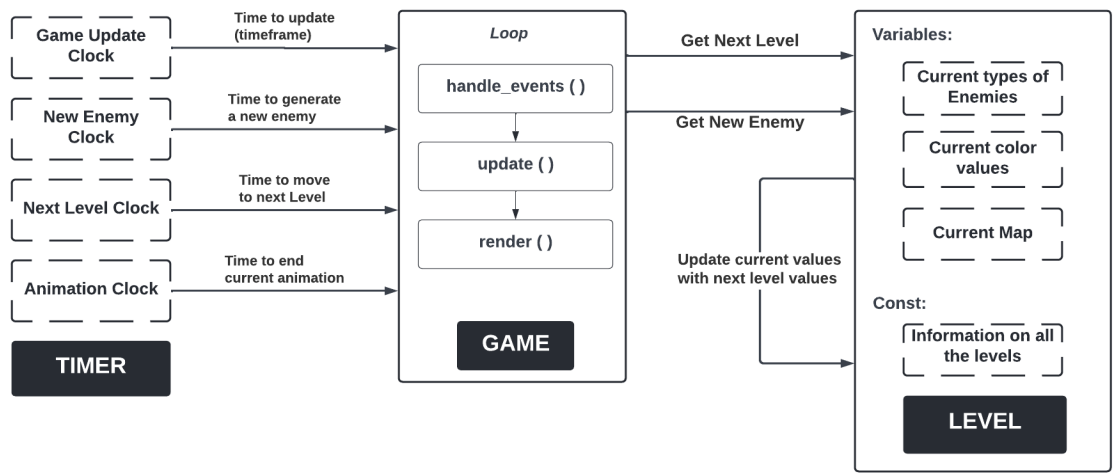 Game Update
Clock
New Enemy
Clock
Next Level Clock
Animation Clock
TIMER
Time to update
(timeframe)
Time to generate
a new enemy
Time to move
to next Level
Time to end
current animation
Loop
handle_events ( )
update ( )
render ( )
GAME
Get Next Level
Get New Enemy
Update current values
with next level values
Variables:
Current types of
Enemies
Current color
values
Current Map
Const:
Information on all
the levels
LEVEL